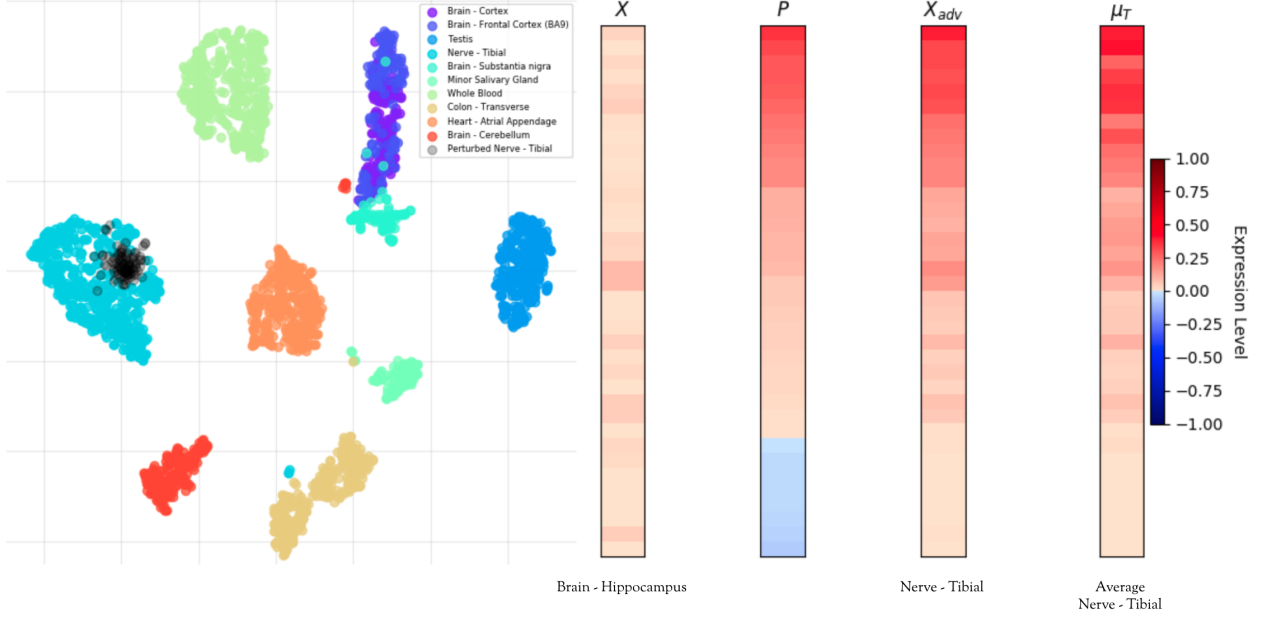 Brain - Cortex
Brain - Frontal Cortex (BA9)
Testis
Nerve - Tibial
Brain - Substantia nigra
Minor Salivary Gland
Whole Blood
Colon - Transverse
Heart - Atrial Appendage
Brain - Cerebellum
Perturbed Nerve - Tibial
X
P
X_adv
μ_T
1.00
0.75
0.50
0.25
0.00
−0.25
−0.50
−0.75
−1.00
Expression Level
Brain - Hippocampus
Nerve - Tibial
Average
Nerve - Tibial